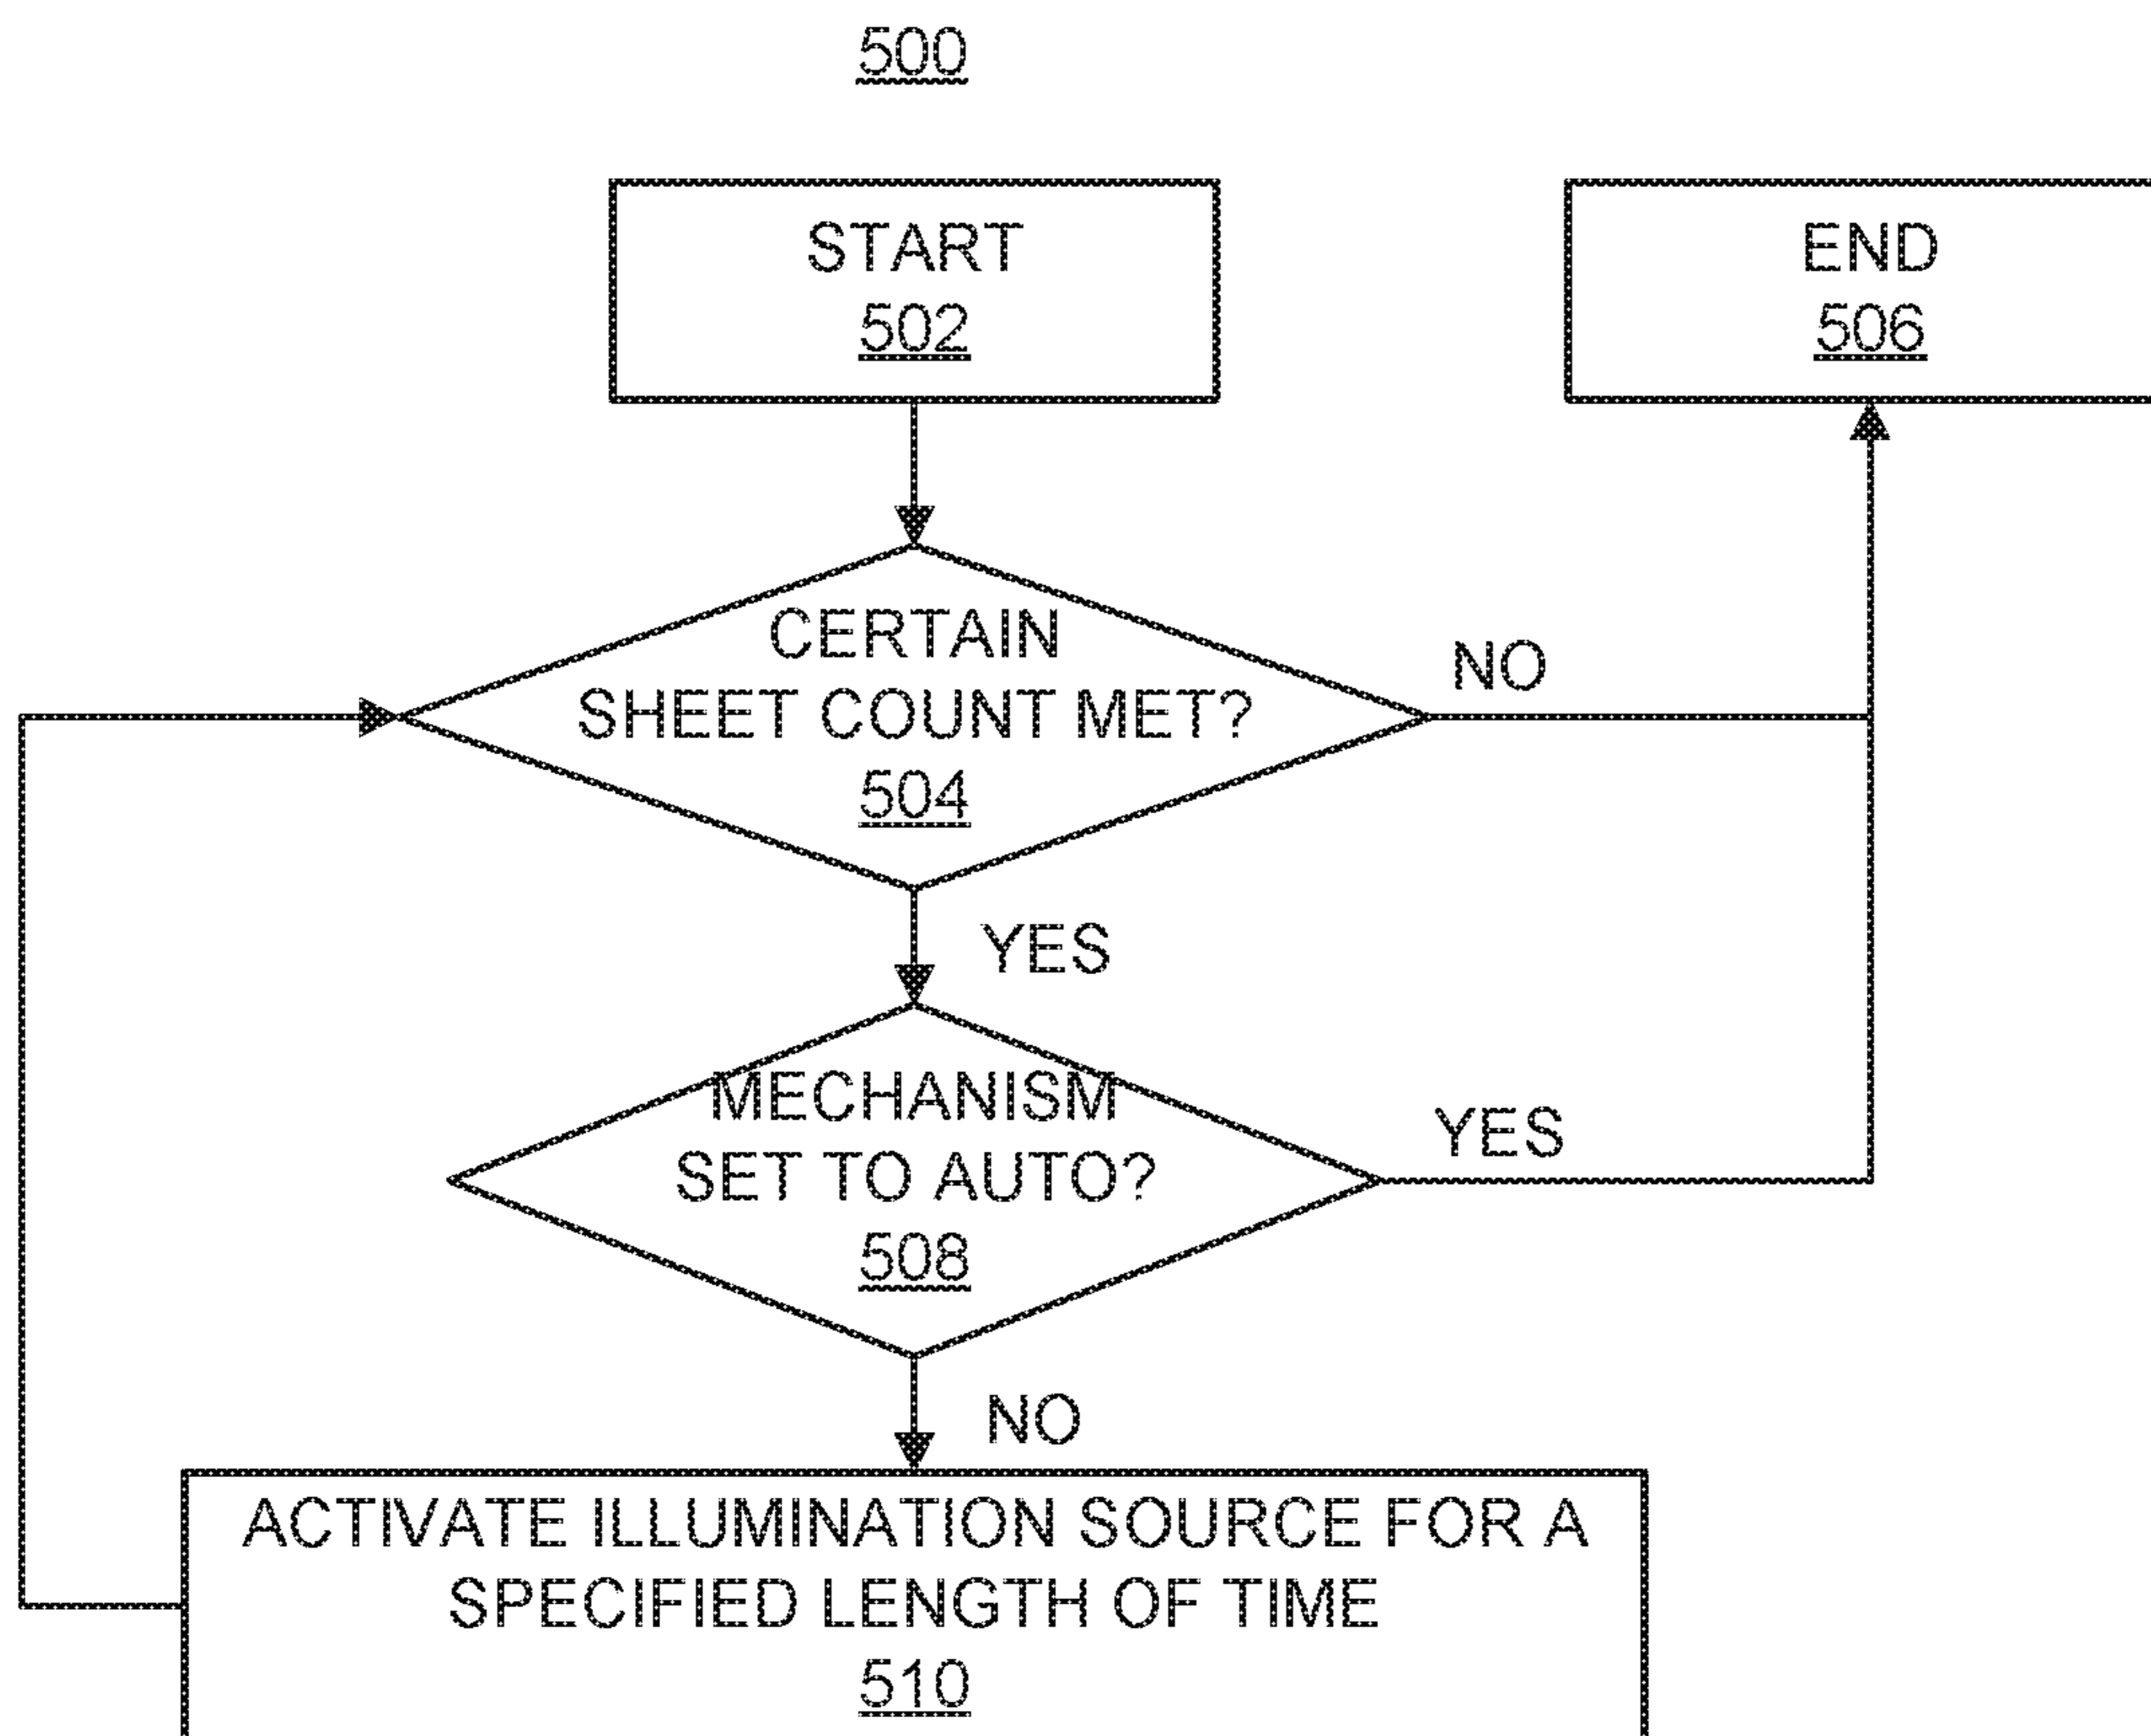 500
START
502
END
506
CERTAIN
SHEET COUNT MET?
504
NO
YES
MECHANISM
SET TO AUTO?
508
YES
NO
ACTIVATE ILLUMINATION SOURCE FOR A
SPECIFIED LENGTH OF TIME
510